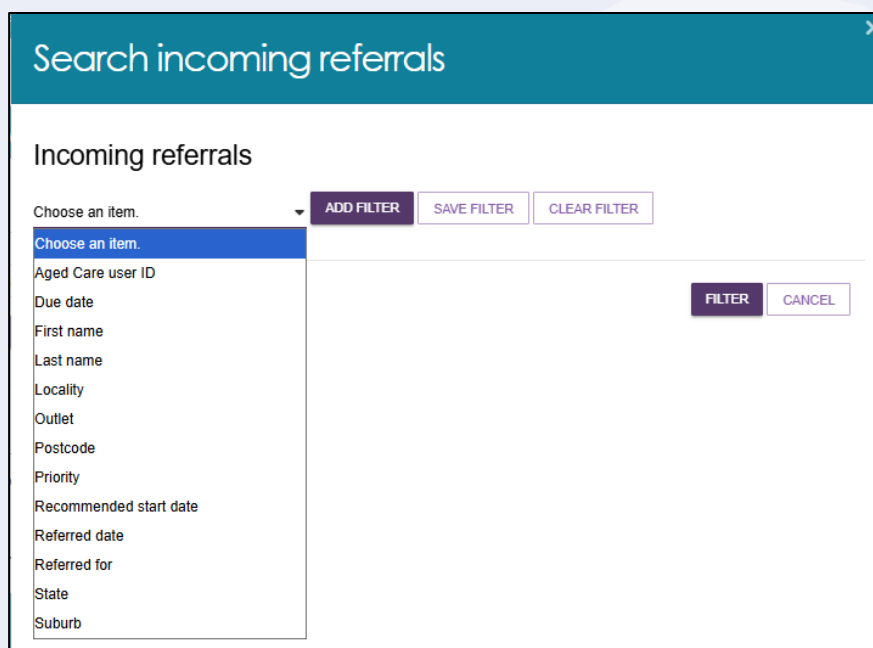 Search incoming referrals
Incoming referrals
Choose an item. ADD FILTER SAVE FILTER CLEAR FILTER
Choose an item.
Aged Care user ID
Due date
FILTER CANCEL
First name
Last name
Locality
Outlet
Postcode
Priority
Recommended start date
Referred date
Referred for
State
Suburb